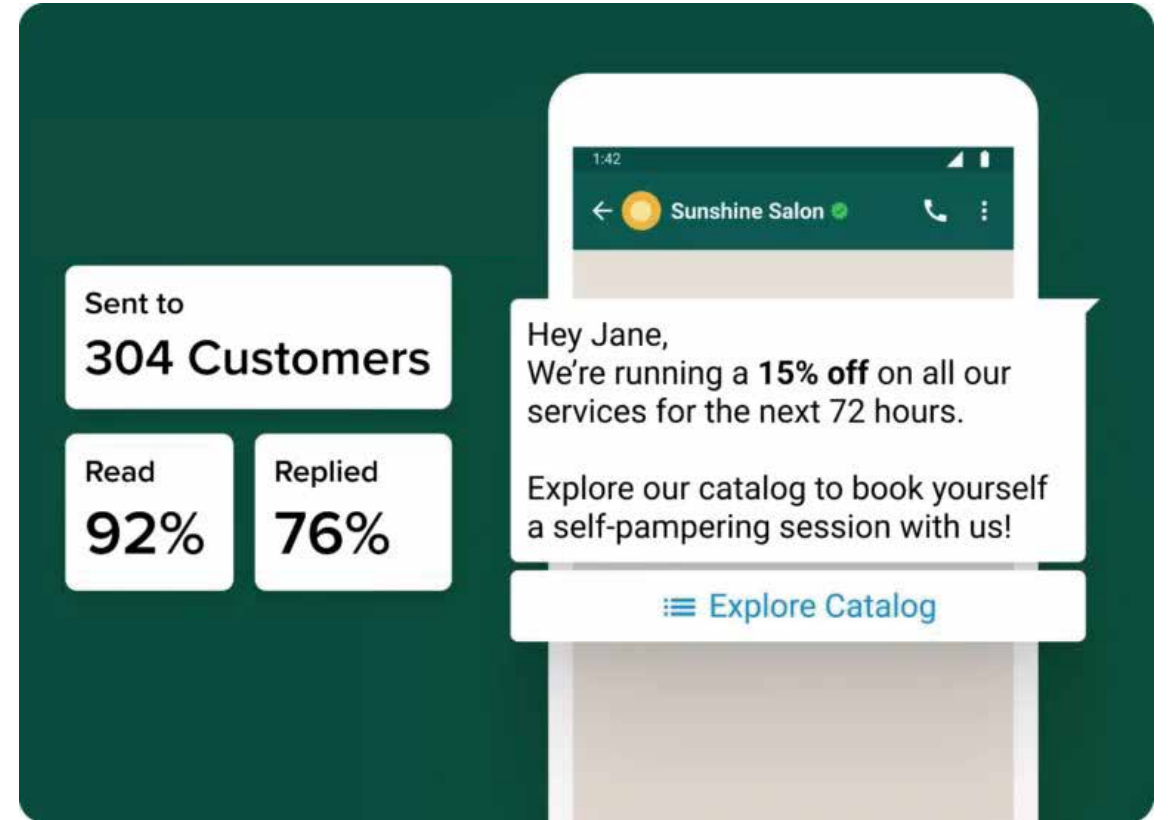 Sent to
304 Customers
Read
92%
Replied
76%
1:42
Sunshine Salon
Hey Jane,
We’re running a 15% off on all our
services for the next 72 hours.
Explore our catalog to book yourself
a self-pampering session with us!
Explore Catalog